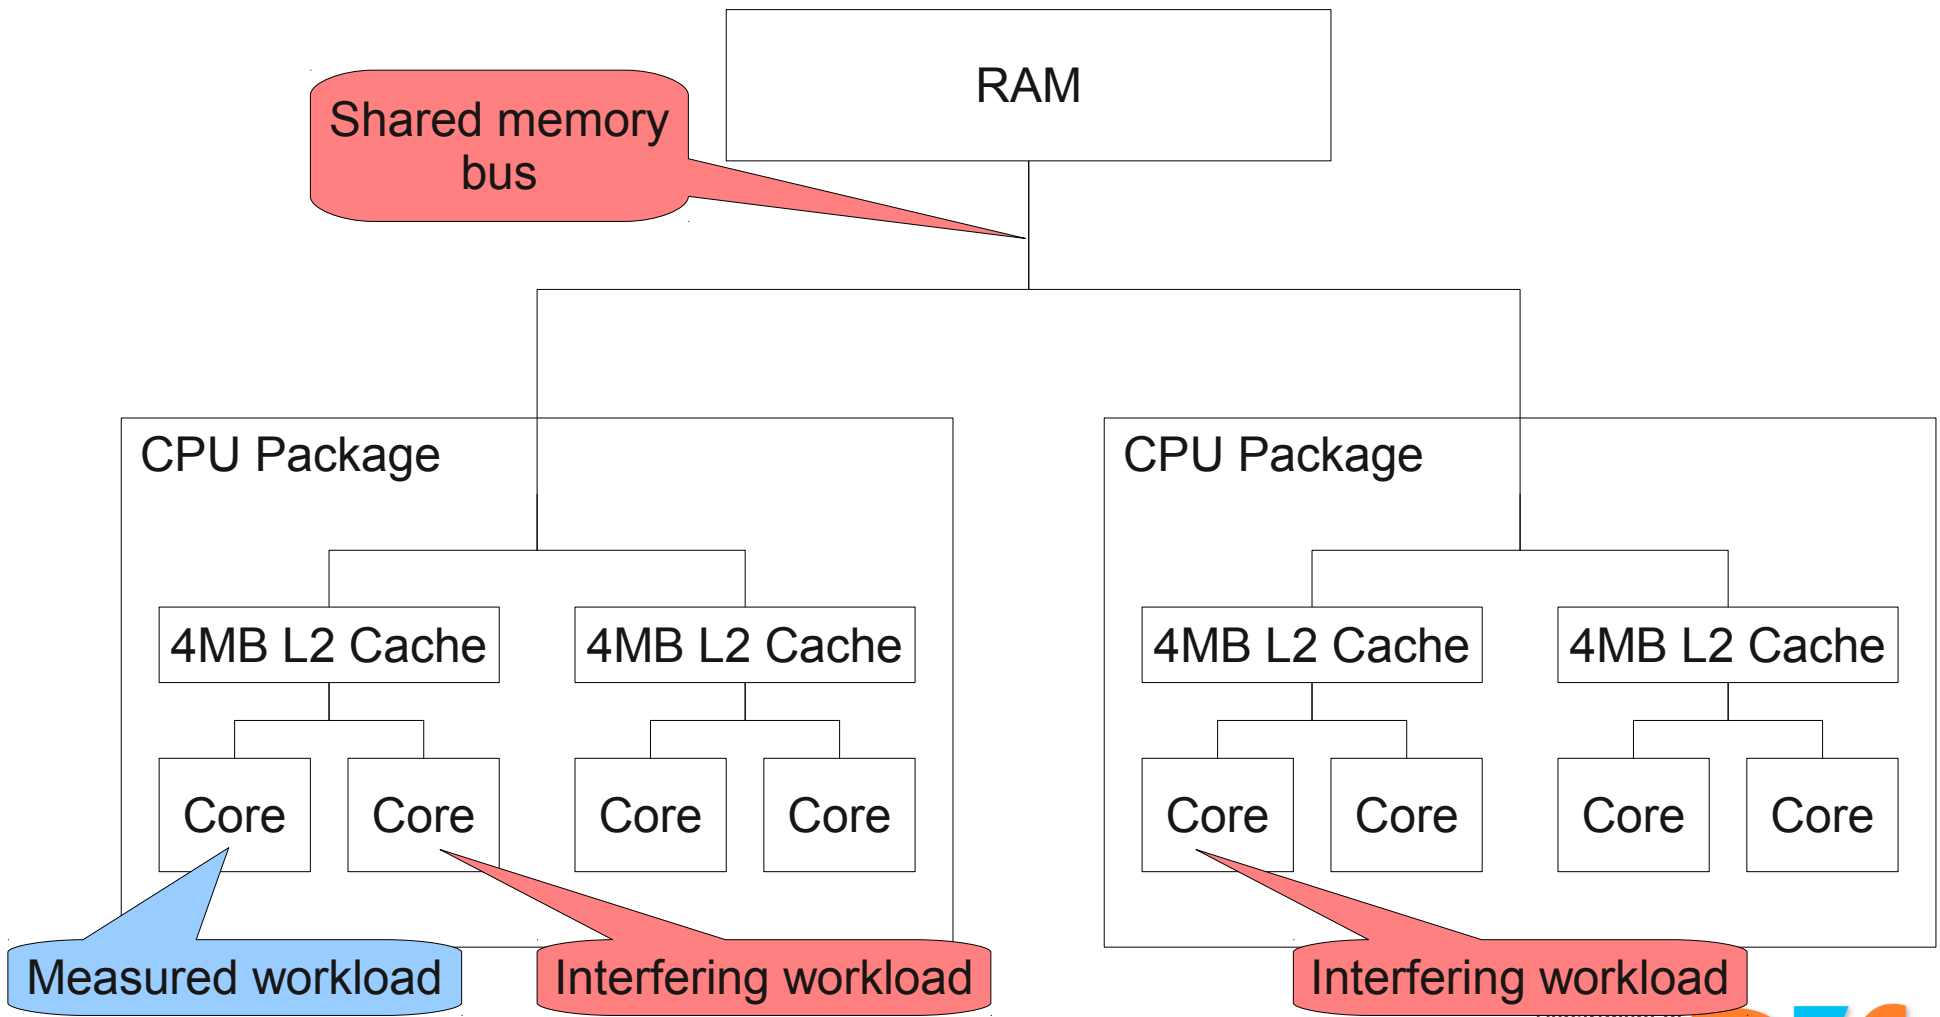 RAM
Shared memory
bus
CPU Package
CPU Package
4MB L2 Cache
4MB L2 Cache
4MB L2 Cache
4MB L2 Cache
Core
Core
Core
Core
Core
Core
Core
Core
Measured workload
Interfering workload
Interfering workload